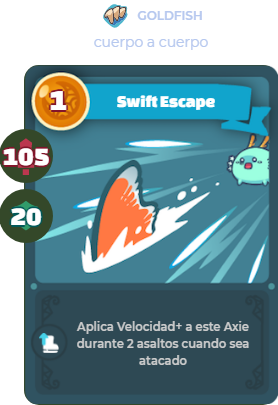 GOLDFISH
cuerpo a cuerpo
1
Swift Escape
105
20
Aplica Velocidad+ a este Axie
durante 2 asaltos cuando sea
atacado